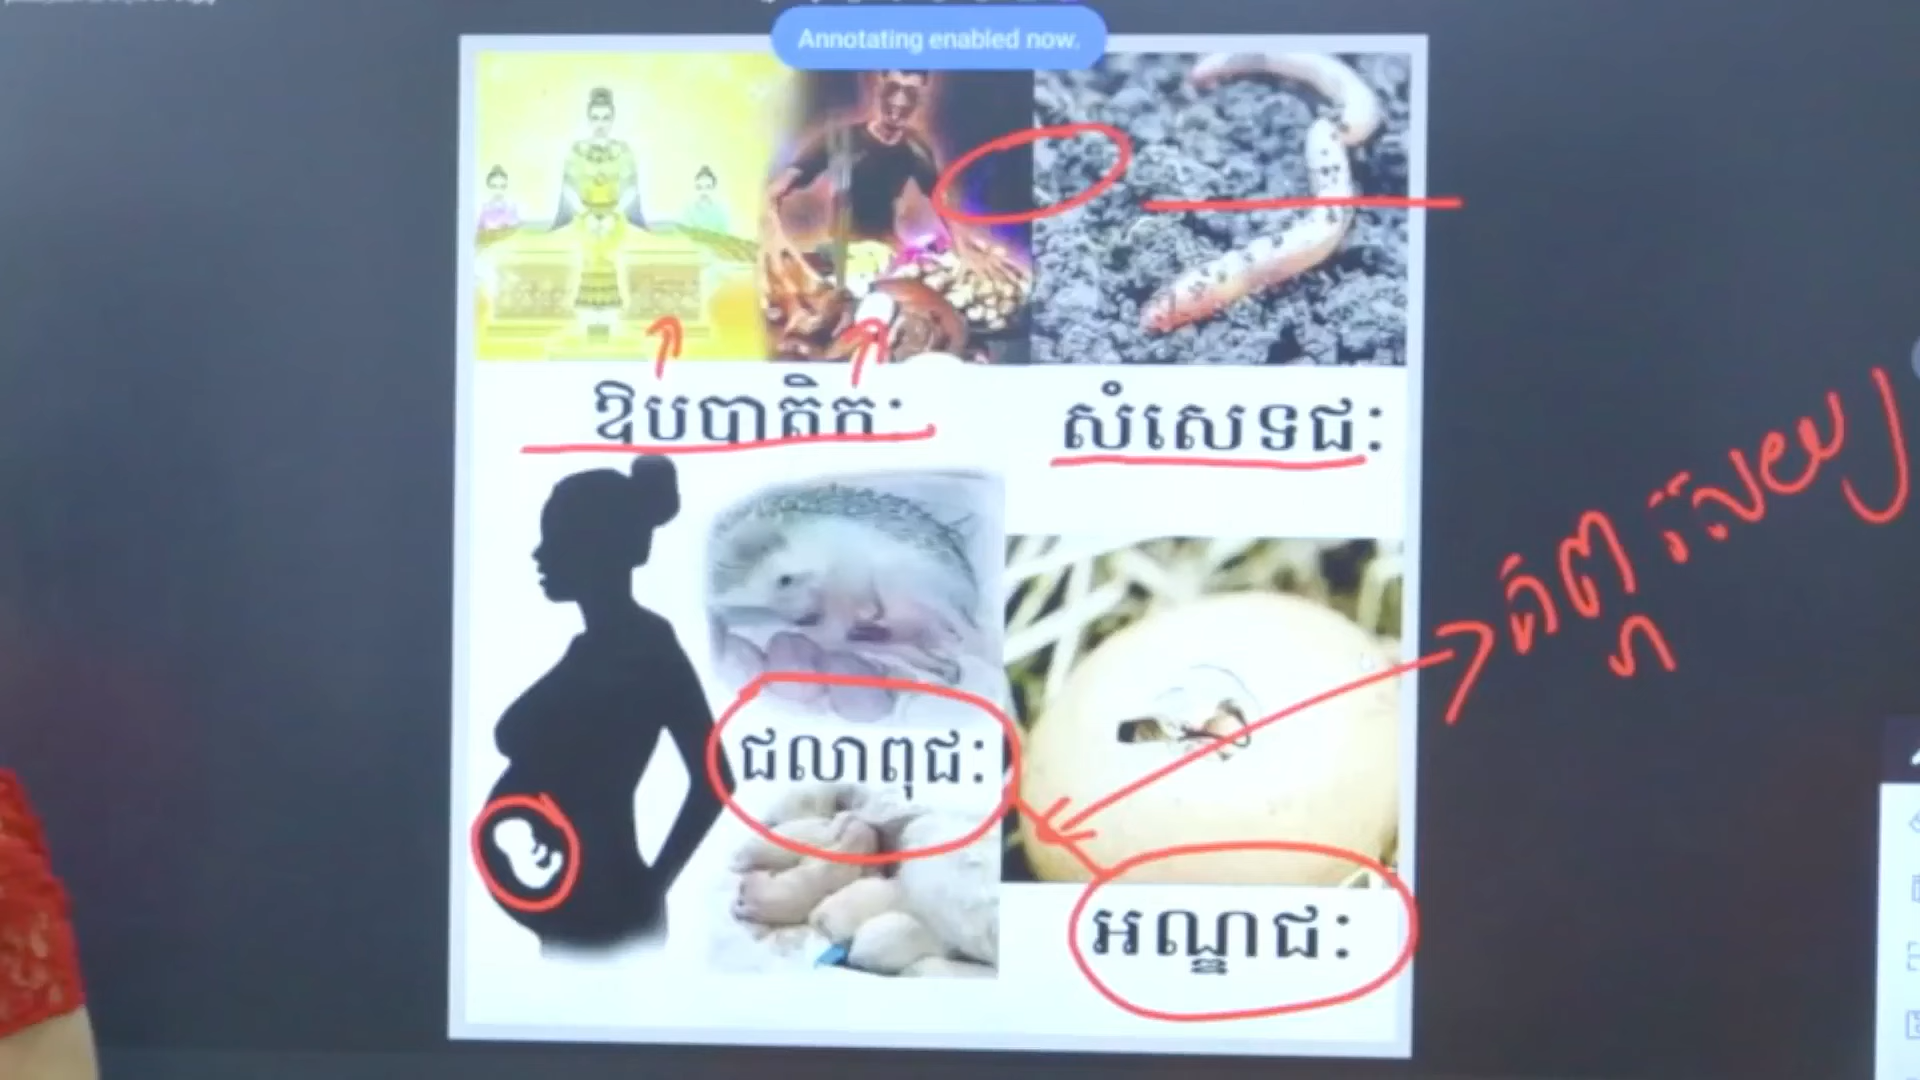 Annotating enabled now.
ឱបបាតិកៈ
សំសេទជៈ
ជលាពុជៈ
អណ្ឌជៈ